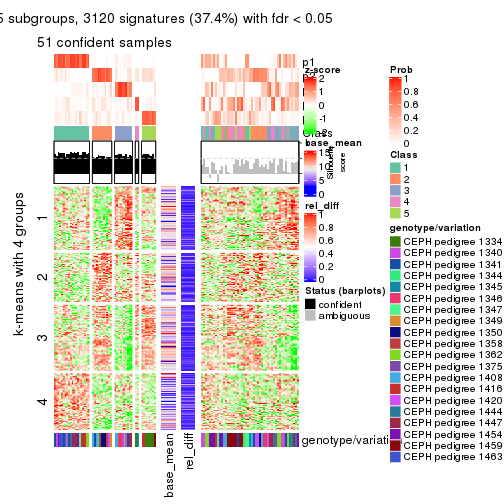 5 subgroups, 3120 signatures (37.4%) with fdr < 0.05
51 confident samples
p1
p2
Class
Silhouette
score
k-means with 4 groups
1
2
3
4
base_mean
rel_diff
genotype/variati
z-score
2
1
0
-1
-2
base_mean
15
10
5
0
rel_diff
1
0.8
0.6
0.4
0.2
0
Status (barplots)
confident
ambiguous
Prob
1
0.8
0.6
0.4
0.2
0
Class
1
2
3
4
5
genotype/variation
CEPH pedigree 1334
CEPH pedigree 1340
CEPH pedigree 1341
CEPH pedigree 1344
CEPH pedigree 1345
CEPH pedigree 1346
CEPH pedigree 1347
CEPH pedigree 1349
CEPH pedigree 1350
CEPH pedigree 1358
CEPH pedigree 1362
CEPH pedigree 1375
CEPH pedigree 1408
CEPH pedigree 1416
CEPH pedigree 1420
CEPH pedigree 1444
CEPH pedigree 1447
CEPH pedigree 1454
CEPH pedigree 1459
CEPH pedigree 1463